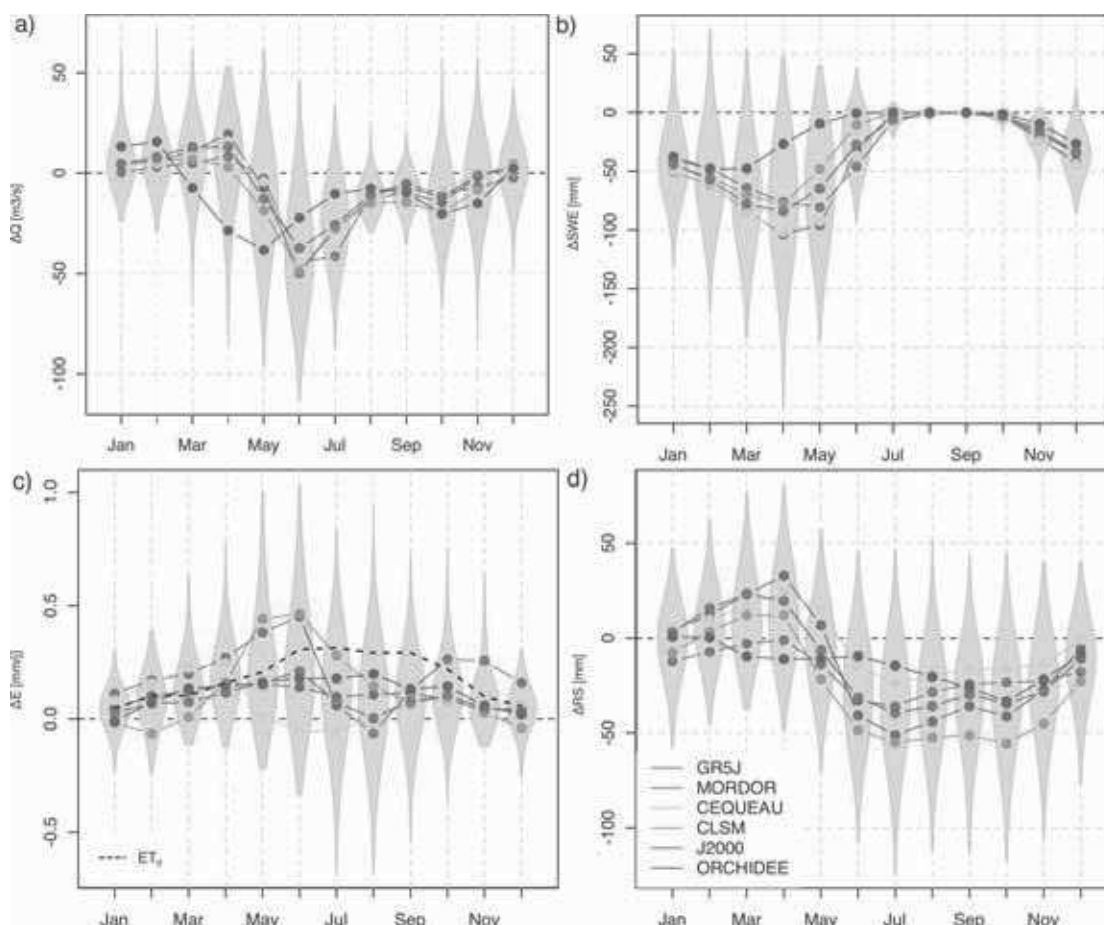 a)
ΔQ [m3/s]
50
0
-50
-100
Jan Mar May Jul Sep Nov
b)
ΔSWE [mm]
50
0
-50
-100
-150
-200
-250
Jan Mar May Jul Sep Nov
c)
ΔE [mm/j]
1.0
0.5
0.0
-0.5
ET₀
Jan Mar May Jul Sep Nov
d)
ΔRS [mm]
50
0
-50
-100
GR5J
MORDOR
CEQUEAU
CLSM
J2000
ORCHIDEE
Jan Mar May Jul Sep Nov